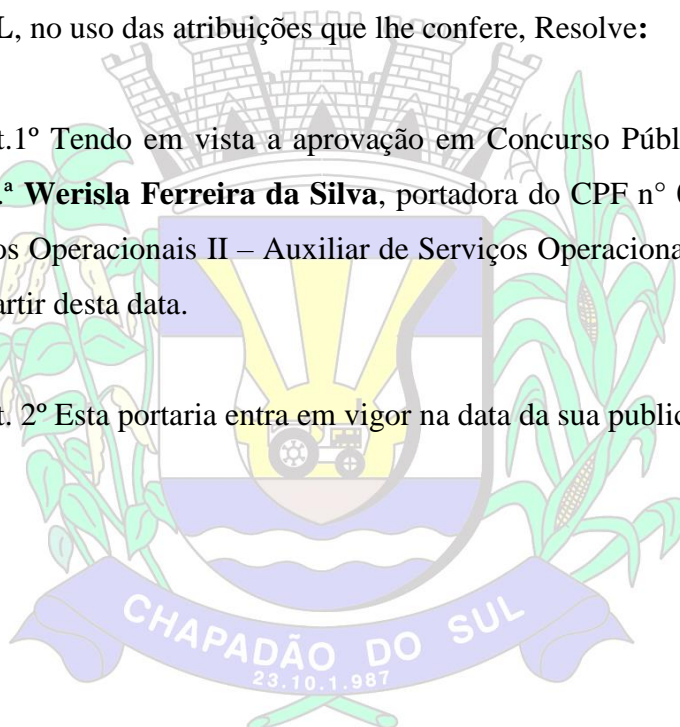 L, no uso das atribuições que lhe confere, Resolve:
t.1º Tendo em vista a aprovação em Concurso Públ
.ª Werisla Ferreira da Silva, portadora do CPF n°
os Operacionais II – Auxiliar de Serviços Operaciona
artir desta data.
t. 2º Esta portaria entra em vigor na data da sua public
CHAPADÃO DO SUL
23.10.1.987